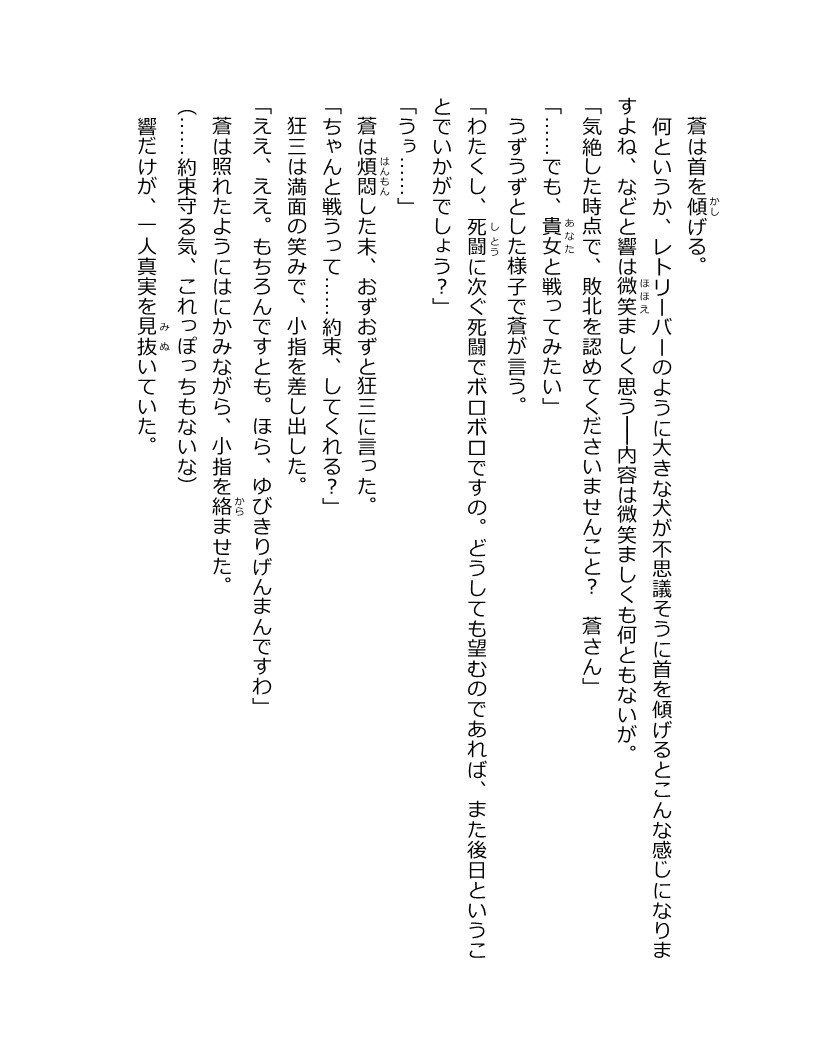 蒼は首を傾げる。
何というか、レトリーバーのように大きな犬が不思議そうに首を傾げるとこんな感じになりま
すよね、などと響は微笑ましく思う──内容は微笑ましくも何ともないが。
「気絶した時点で、敗北を認めてくださいませんこと？　蒼さん」
「……でも、貴女と戦ってみたい」
うずうずとした様子で蒼が言う。
「わたくし、死闘に次ぐ死闘でボロボロですの。どうしても望むのであれば、また後日というこ
とでいかがでしょう？」
「うぅ……」
蒼は煩悶した末、おずおずと狂三に言った。
「ちゃんと戦うって……約束、してくれる？」
狂三は満面の笑みで、小指を差し出した。
「ええ、ええ。もちろんですとも。ほら、ゆびきりげんまんですわ」
蒼は照れたようにはにかみながら、小指を絡ませた。
（……約束守る気、これっぽっちもないな）
響だけが、一人真実を見抜いていた。